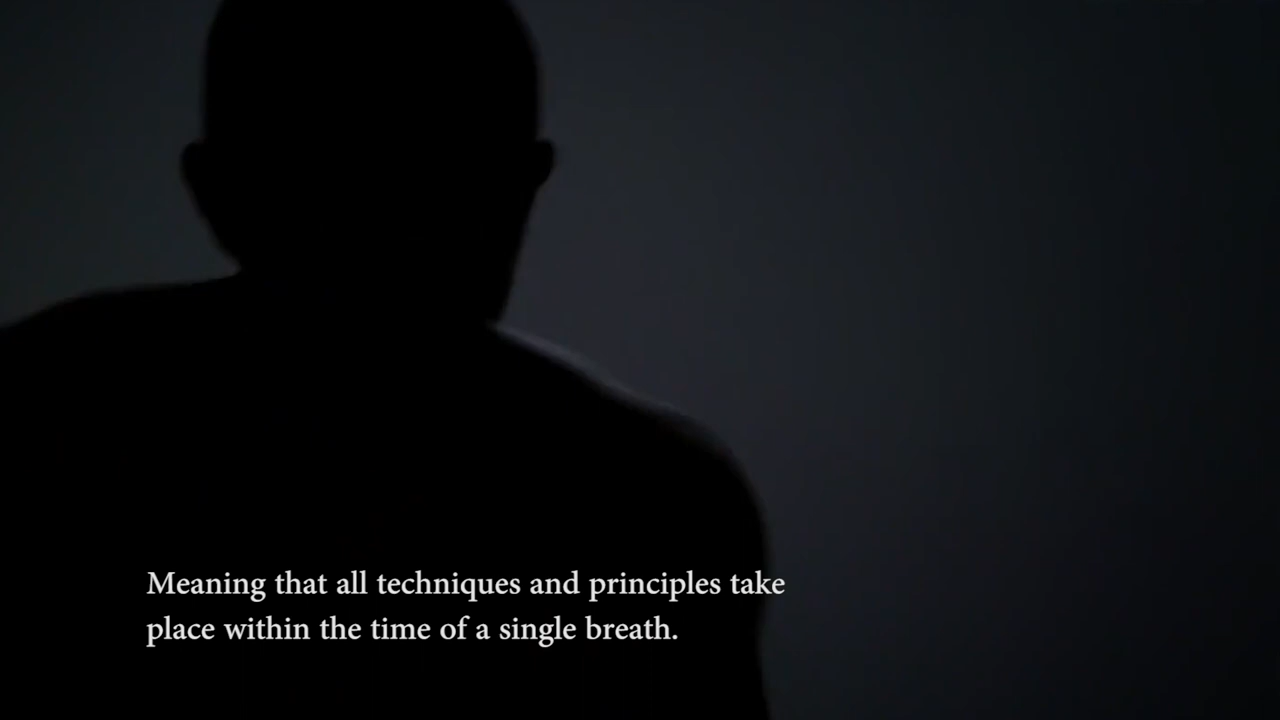 Meaning that all techniques and principles take
place within the time of a single breath.